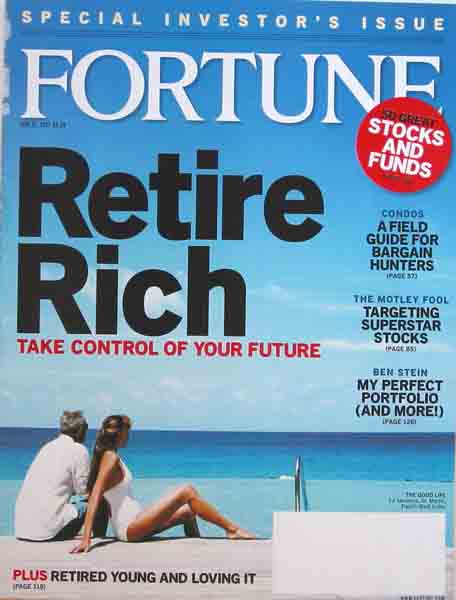 SPECIAL INVESTOR'S ISSUE
FORTUNE
50 GREAT
STOCKS
AND
FUNDS
Retire
Rich
TAKE CONTROL OF YOUR FUTURE
CONDOS
A FIELD
GUIDE FOR
BARGAIN
HUNTERS
(PAGE 57)
THE MOTLEY FOOL
TARGETING
SUPERSTAR
STOCKS
(PAGE 85)
BEN STEIN
MY PERFECT
PORTFOLIO
(AND MORE!)
(PAGE 126)
THE GOOD LIFE
PLUS RETIRED YOUNG AND LOVING IT
(PAGE 118)